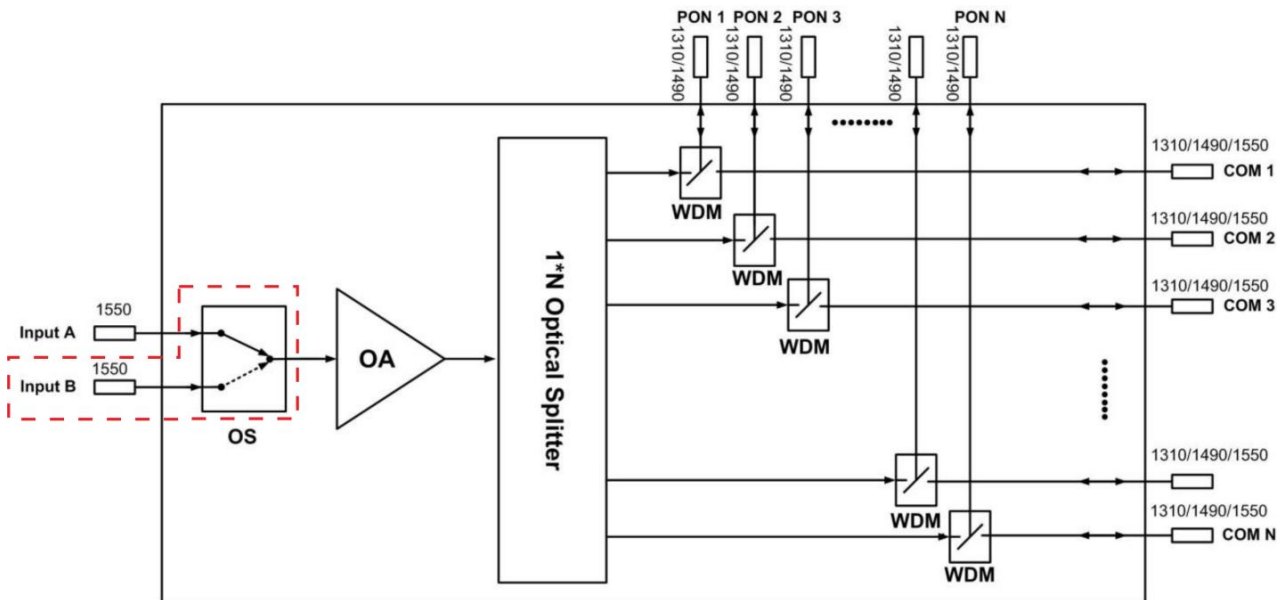 PON 1
PON 2
PON 3
PON N
1310/1490
1310/1490
1310/1490
1310/1490
1310/1490
1310/1490/1550
COM 1
WDM
1310/1490/1550
COM 2
WDM
1310/1490/1550
COM 3
WDM
1*N Optical Splitter
1550
Input A
OA
1550
Input B
OS
1310/1490/1550
WDM
1310/1490/1550
COM N
WDM